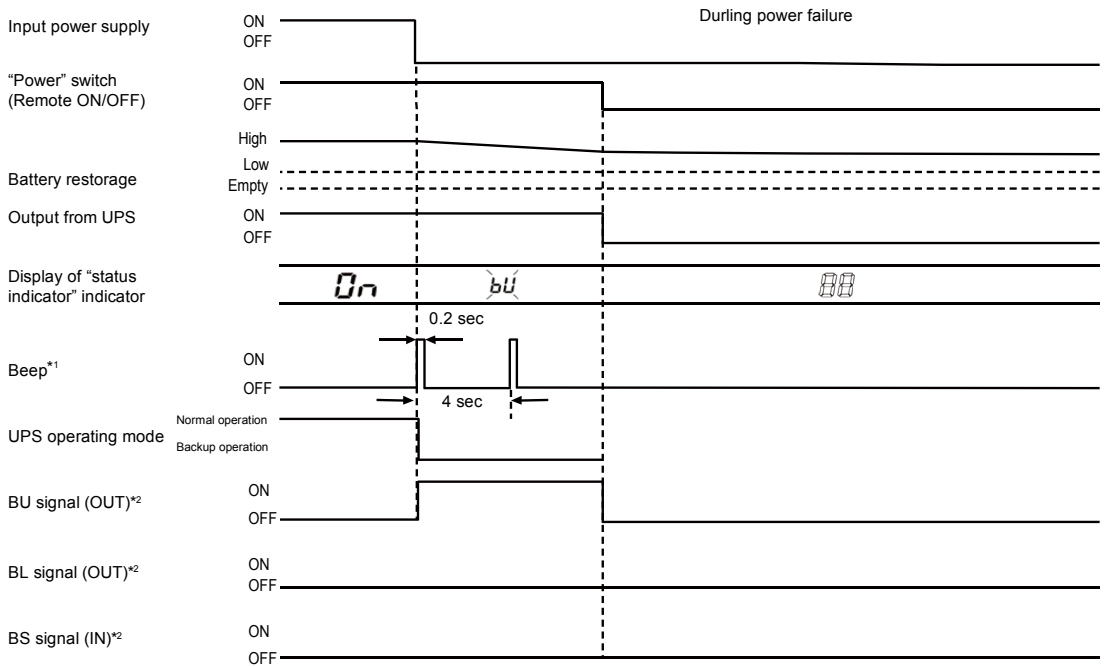 Durling power failure
Input power supply
ON
OFF
“Power” switch
(Remote ON/OFF)
ON
OFF
High
Low
Battery restorage
Empty
Output from UPS
ON
OFF
Display of “status
indicator” indicator
On
bU
88
0.2 sec
Beep*1
ON
OFF
4 sec
Normal operation
UPS operating mode
Backup operation
BU signal (OUT)*2
ON
OFF
BL signal (OUT)*2
ON
OFF
BS signal (IN)*2
ON
OFF